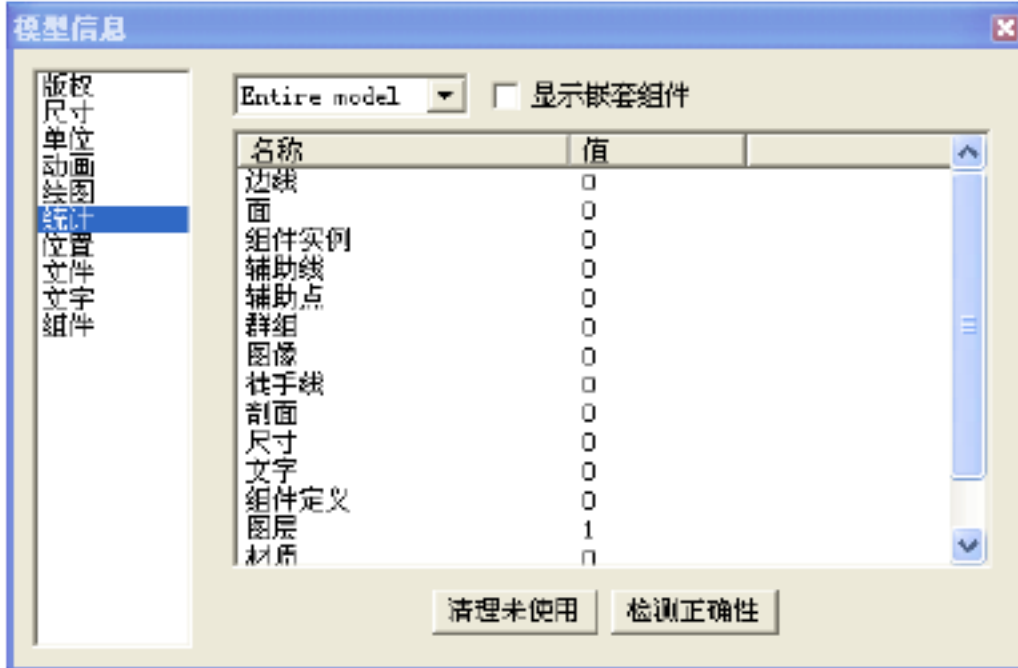 模型信息
版权
尺寸
单位
动画
绘图
统计
位置
文件
文字
组件
Entire model 显示嵌套组件
名称 值
边线 0
面 0
组件实例 0
辅助线 0
辅助点 0
群组 0
图像 0
徒手线 0
剖面 0
尺寸 0
文字 0
组件定义 0
图层 1
材质 0
清理未使用 检测正确性